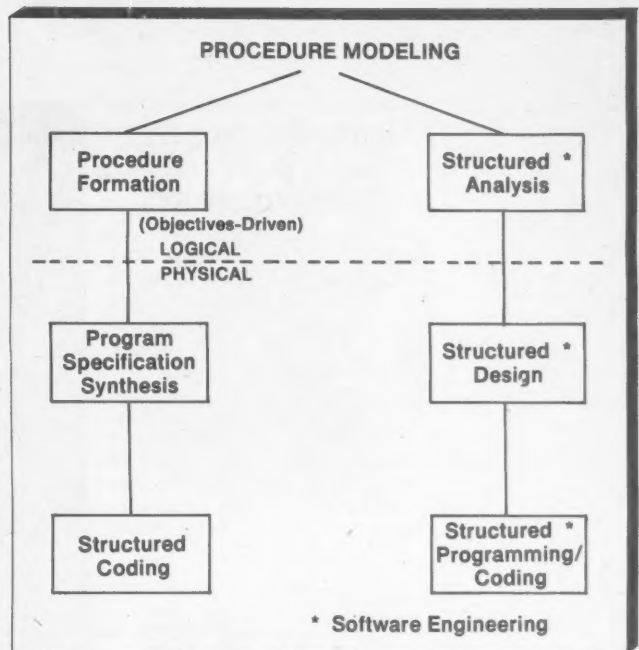 PROCEDURE MODELING
Procedure
Formation
Structured *
Analysis
(Objectives-Driven)
LOGICAL
PHYSICAL
Program
Specification
Synthesis
Structured *
Design
Structured
Coding
Structured *
Programming/
Coding
* Software Engineering